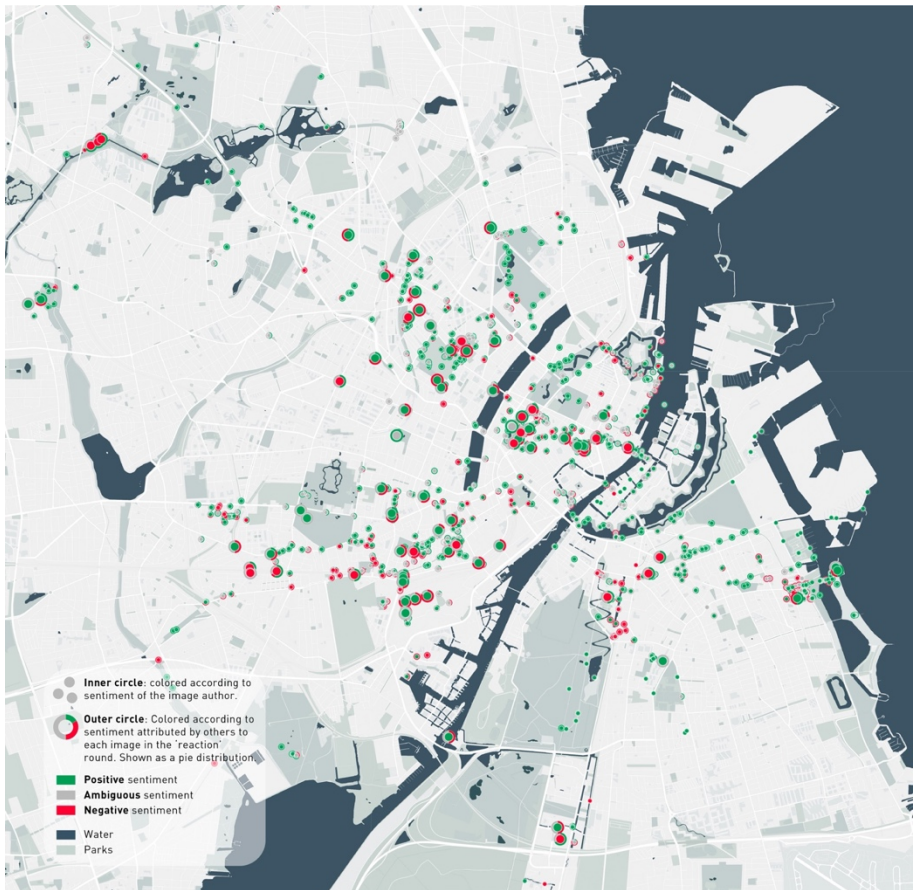 Inner circle: colored according to
sentiment of the image author.
Outer circle: Colored according to
sentiment attributed by others to
each image in the 'reaction'
round. Shown as a pie distribution.
Positive sentiment
Ambiguous sentiment
Negative sentiment
Water
Parks